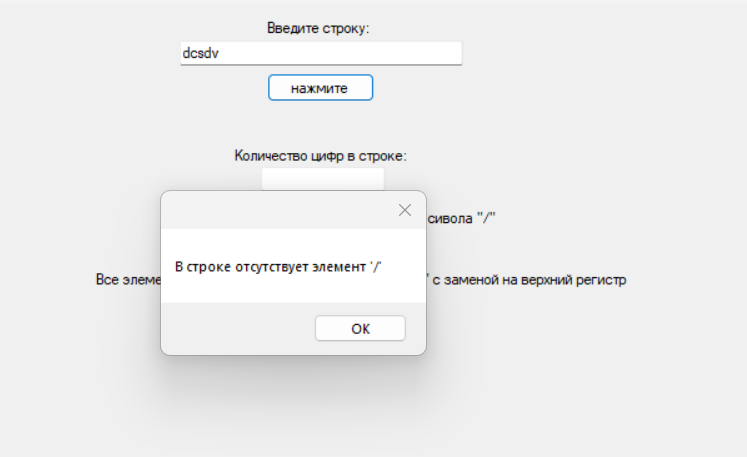 Введите строку:
dcsdv
нажмите
Количество цифр в строке:
сивола "/"
В строке отсутствует элемент '/'
Все элеме
' с заменой на верхний регистр
ОК